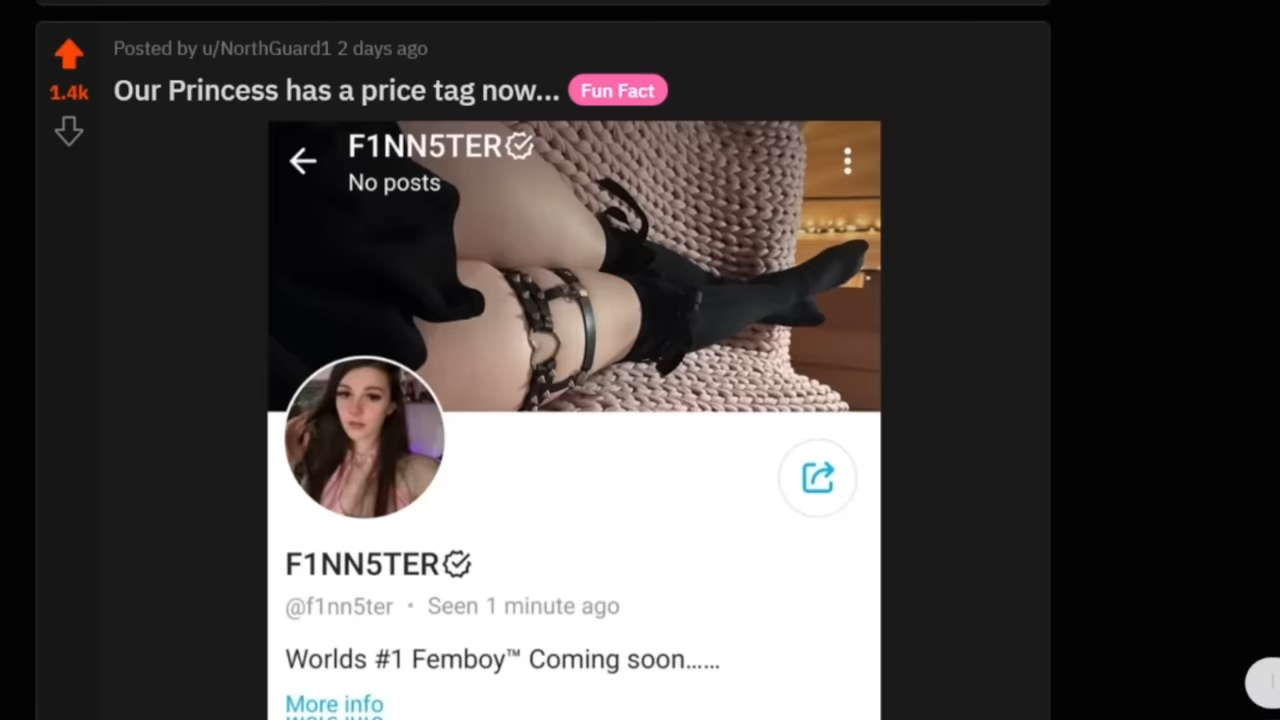 Posted by u/NorthGuard1 2 days ago
1.4k
Our Princess has a price tag now... Fun Fact
F1NN5TER
No posts
F1NN5TER
@f1nn5ter • Seen 1 minute ago
Worlds #1 Femboy™ Coming soon......
More info